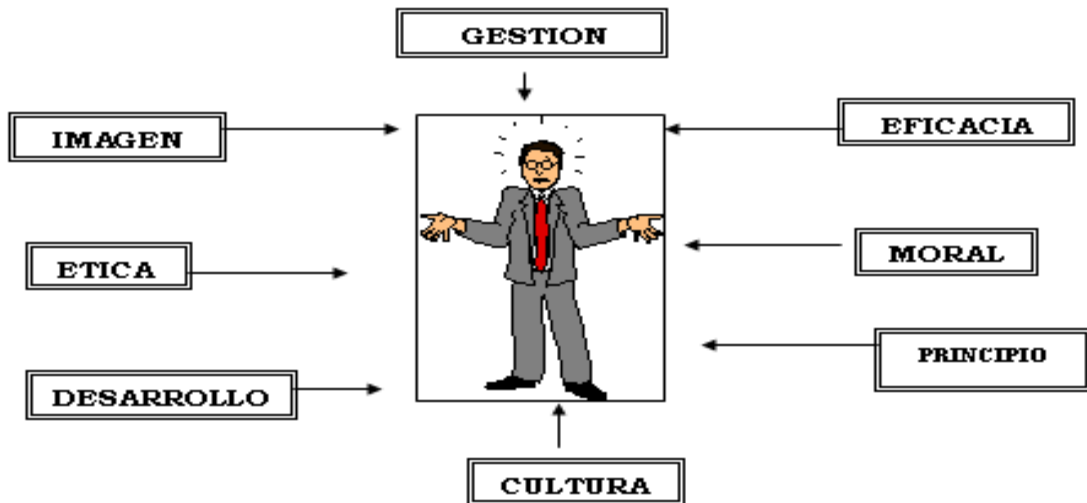 GESTION
IMAGEN
EFICACIA
ETICA
MORAL
PRINCIPIO
DESARROLLO
CULTURA